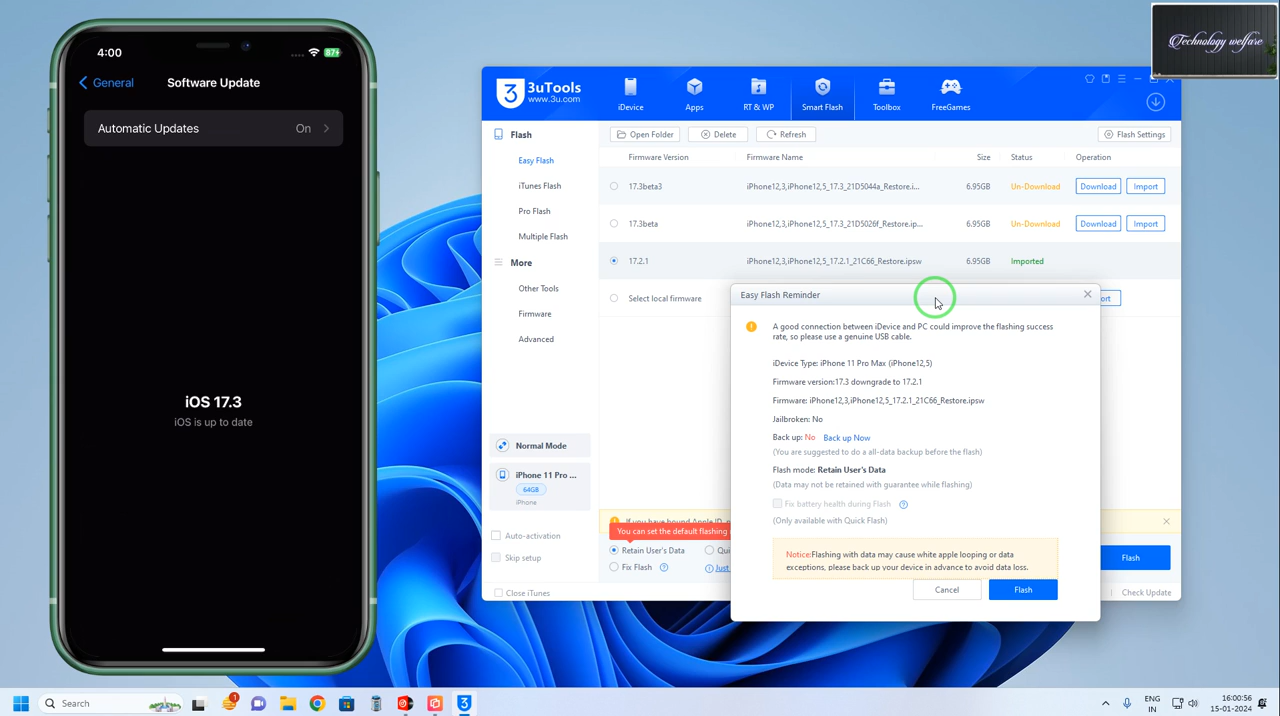 4:00
87
General
Software Update
Automatic Updates On
iOS 17.3
iOS is up to date
Technology welfare
3uTools
www.3u.com
iDevice
Apps
RT & WP
Smart Flash
Toolbox
FreeGames
Flash
Easy Flash
iTunes Flash
Pro Flash
Multiple Flash
More
Other Tools
Firmware
Advanced
Normal Mode
iPhone 11 Pro ...
64GB
iPhone
Auto-activation
Skip setup
Close iTunes
Open Folder
Delete
Refresh
Flash Settings
Firmware Version Firmware Name Size Status Operation
17.3beta3 iPhone12,3,iPhone12,5_17.3_21D5044a_Restore.i... 6.95GB Un-Download Download Import
17.3beta iPhone12,3,iPhone12,5_17.3_21D5026f_Restore.ip... 6.95GB Un-Download Download Import
17.2.1 iPhone12,3,iPhone12,5_17.2.1_21C66_Restore.ipsw 6.95GB Imported
Select local firmware
Easy Flash Reminder
A good connection between iDevice and PC could improve the flashing success
rate, so please use a genuine USB cable.
iDevice Type: iPhone 11 Pro Max (iPhone12,5)
Firmware version:17.3 downgrade to 17.2.1
Firmware: iPhone12,3,iPhone12,5_17.2.1_21C66_Restore.ipsw
Jailbroken: No
Back up: No Back up Now
(You are suggested to do a all-data backup before the flash)
Flash mode: Retain User's Data
(Data may not be retained with guarantee while flashing)
Fix battery health during Flash
(Only available with Quick Flash)
Notice:Flashing with data may cause white apple looping or data
exceptions, please back up your device in advance to avoid data loss.
Cancel
Flash
If you have bound Apple ID,
You can set the default flashing
Retain User's Data
Fix Flash
Just
Flash
Check Update
Search
1
3
ENG
IN
16:00:56
15-01-2024